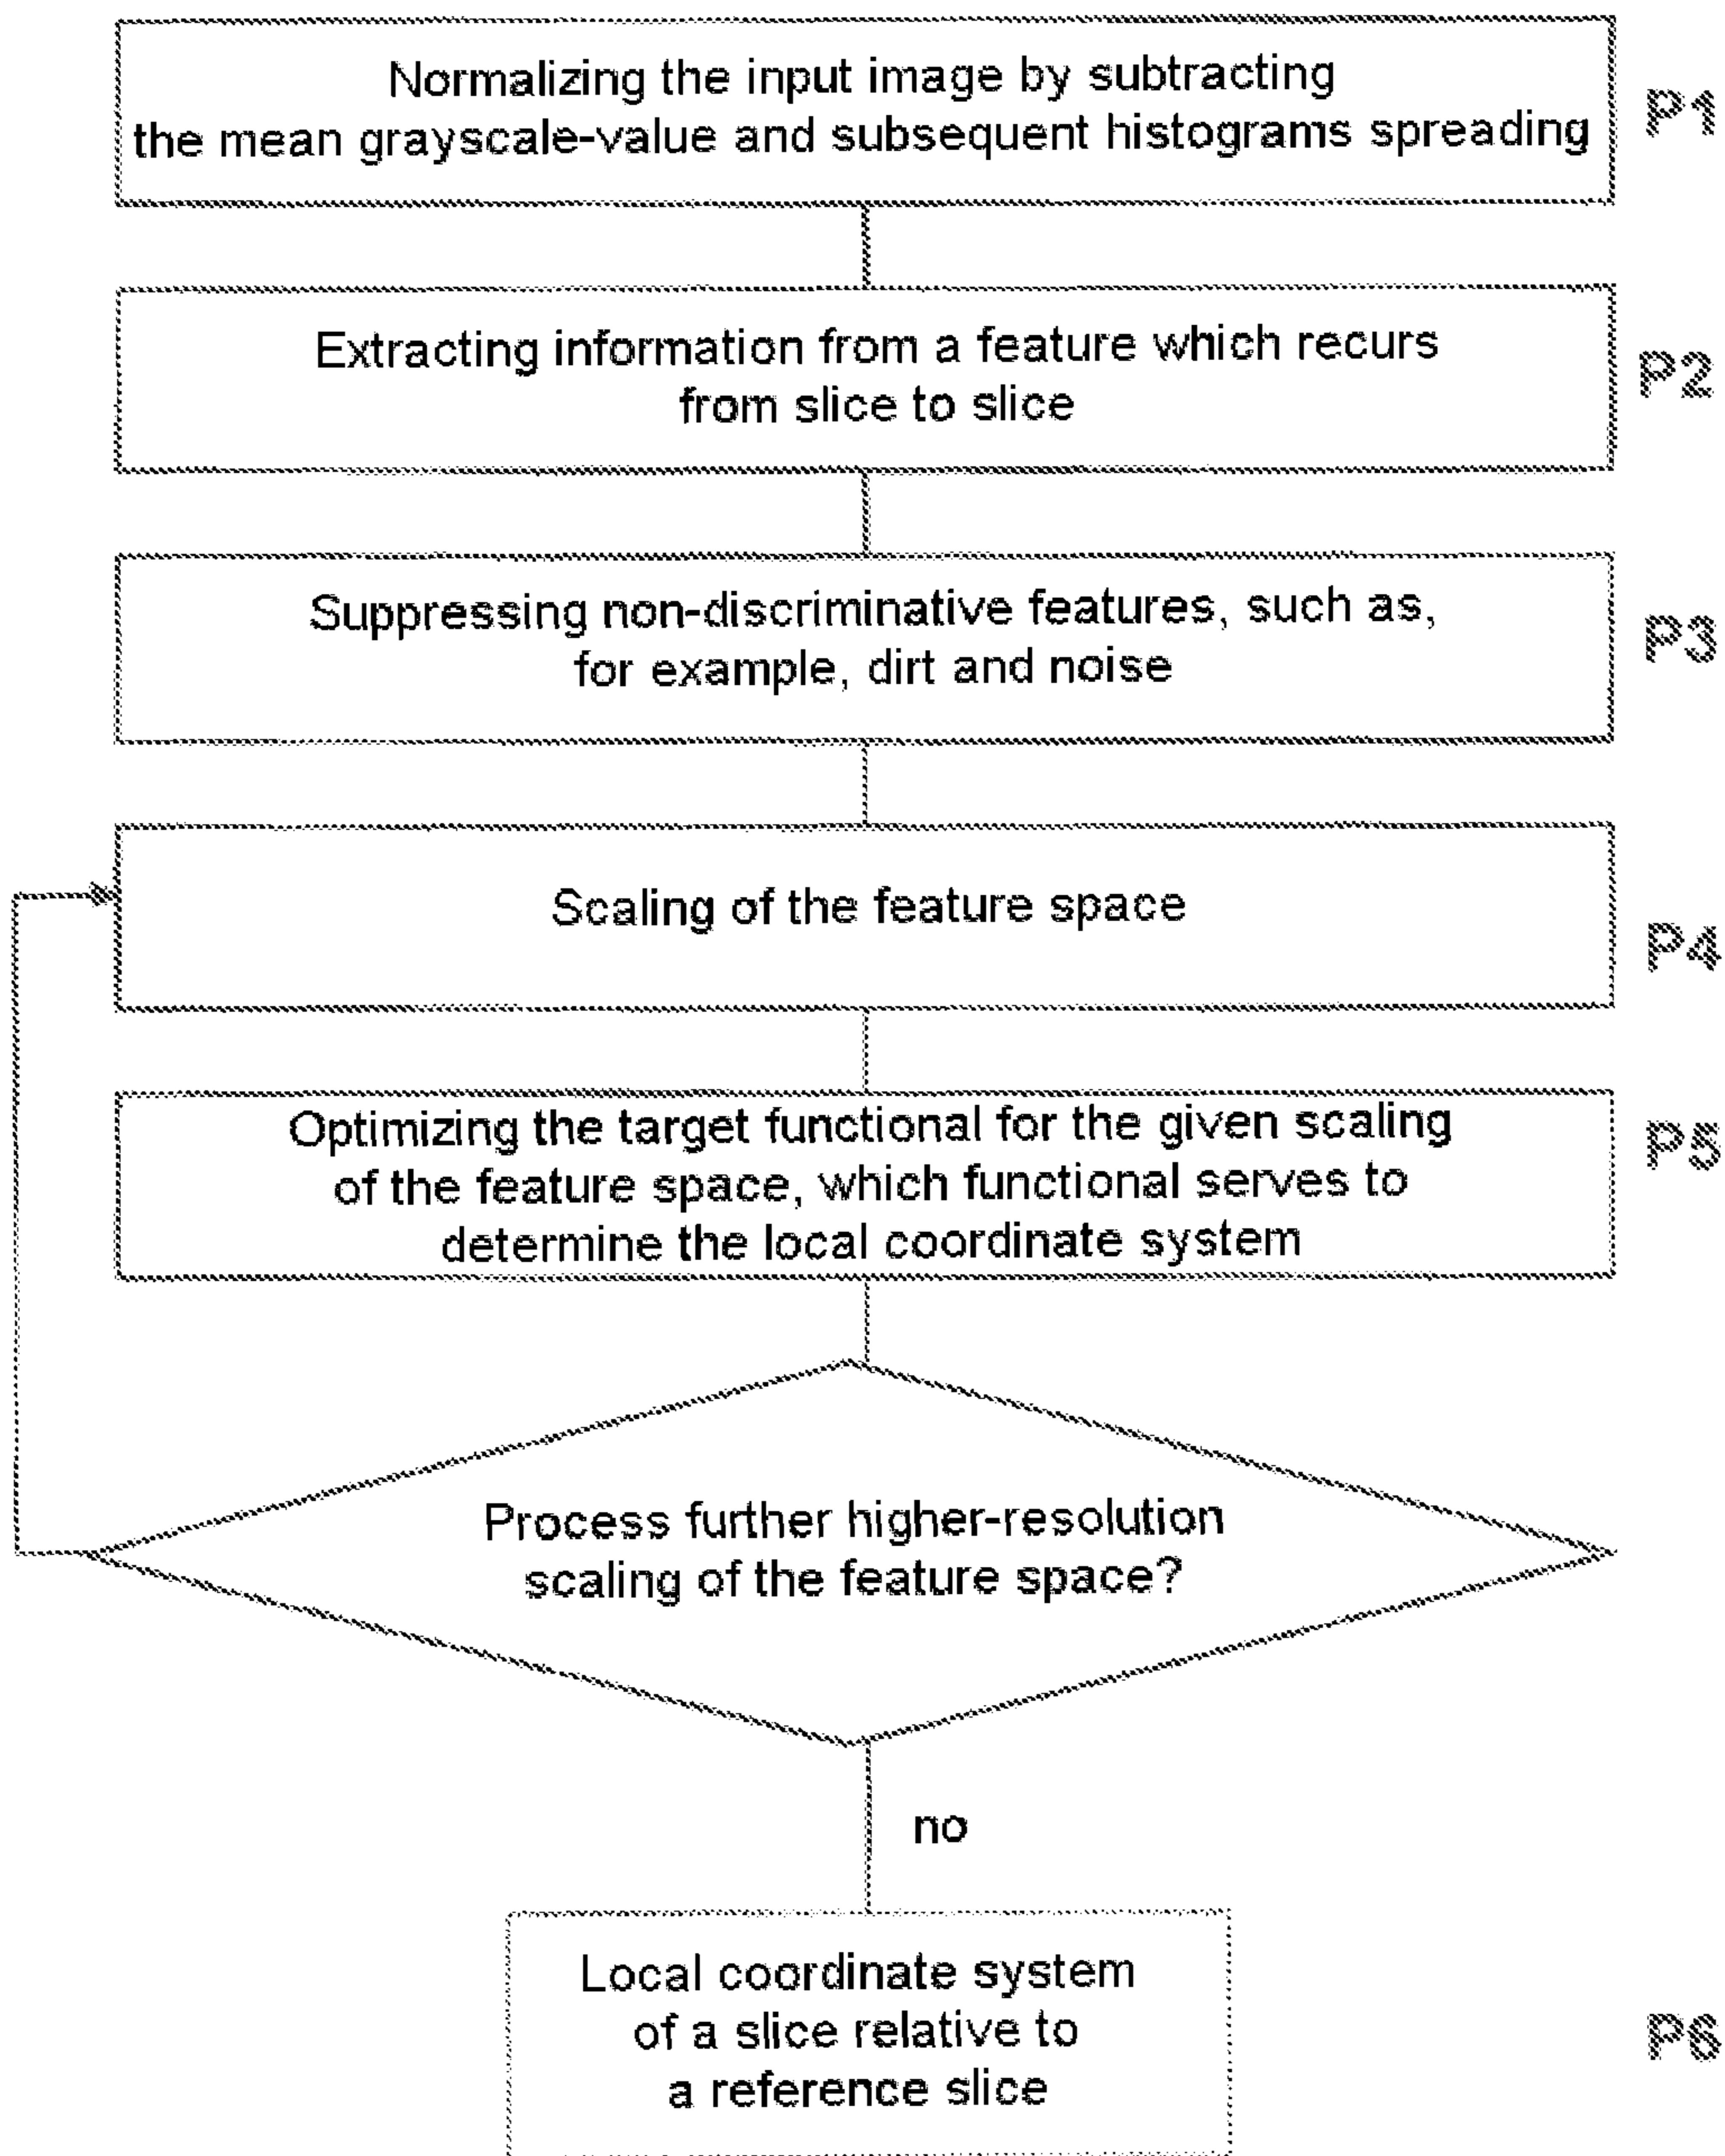 Normalizing the input image by subtracting
the mean grayscale-value and subsequent histograms spreading
P1
Extracting information from a feature which recurs
from slice to slice
P2
Suppressing non-discriminative features, such as,
for example, dirt and noise
P3
Scaling of the feature space
P4
Optimizing the target functional for the given scaling
of the feature space, which functional serves to
determine the local coordinate system
P5
Process further higher-resolution
scaling of the feature space?
no
Local coordinate system
of a slice relative to
a reference slice
P6